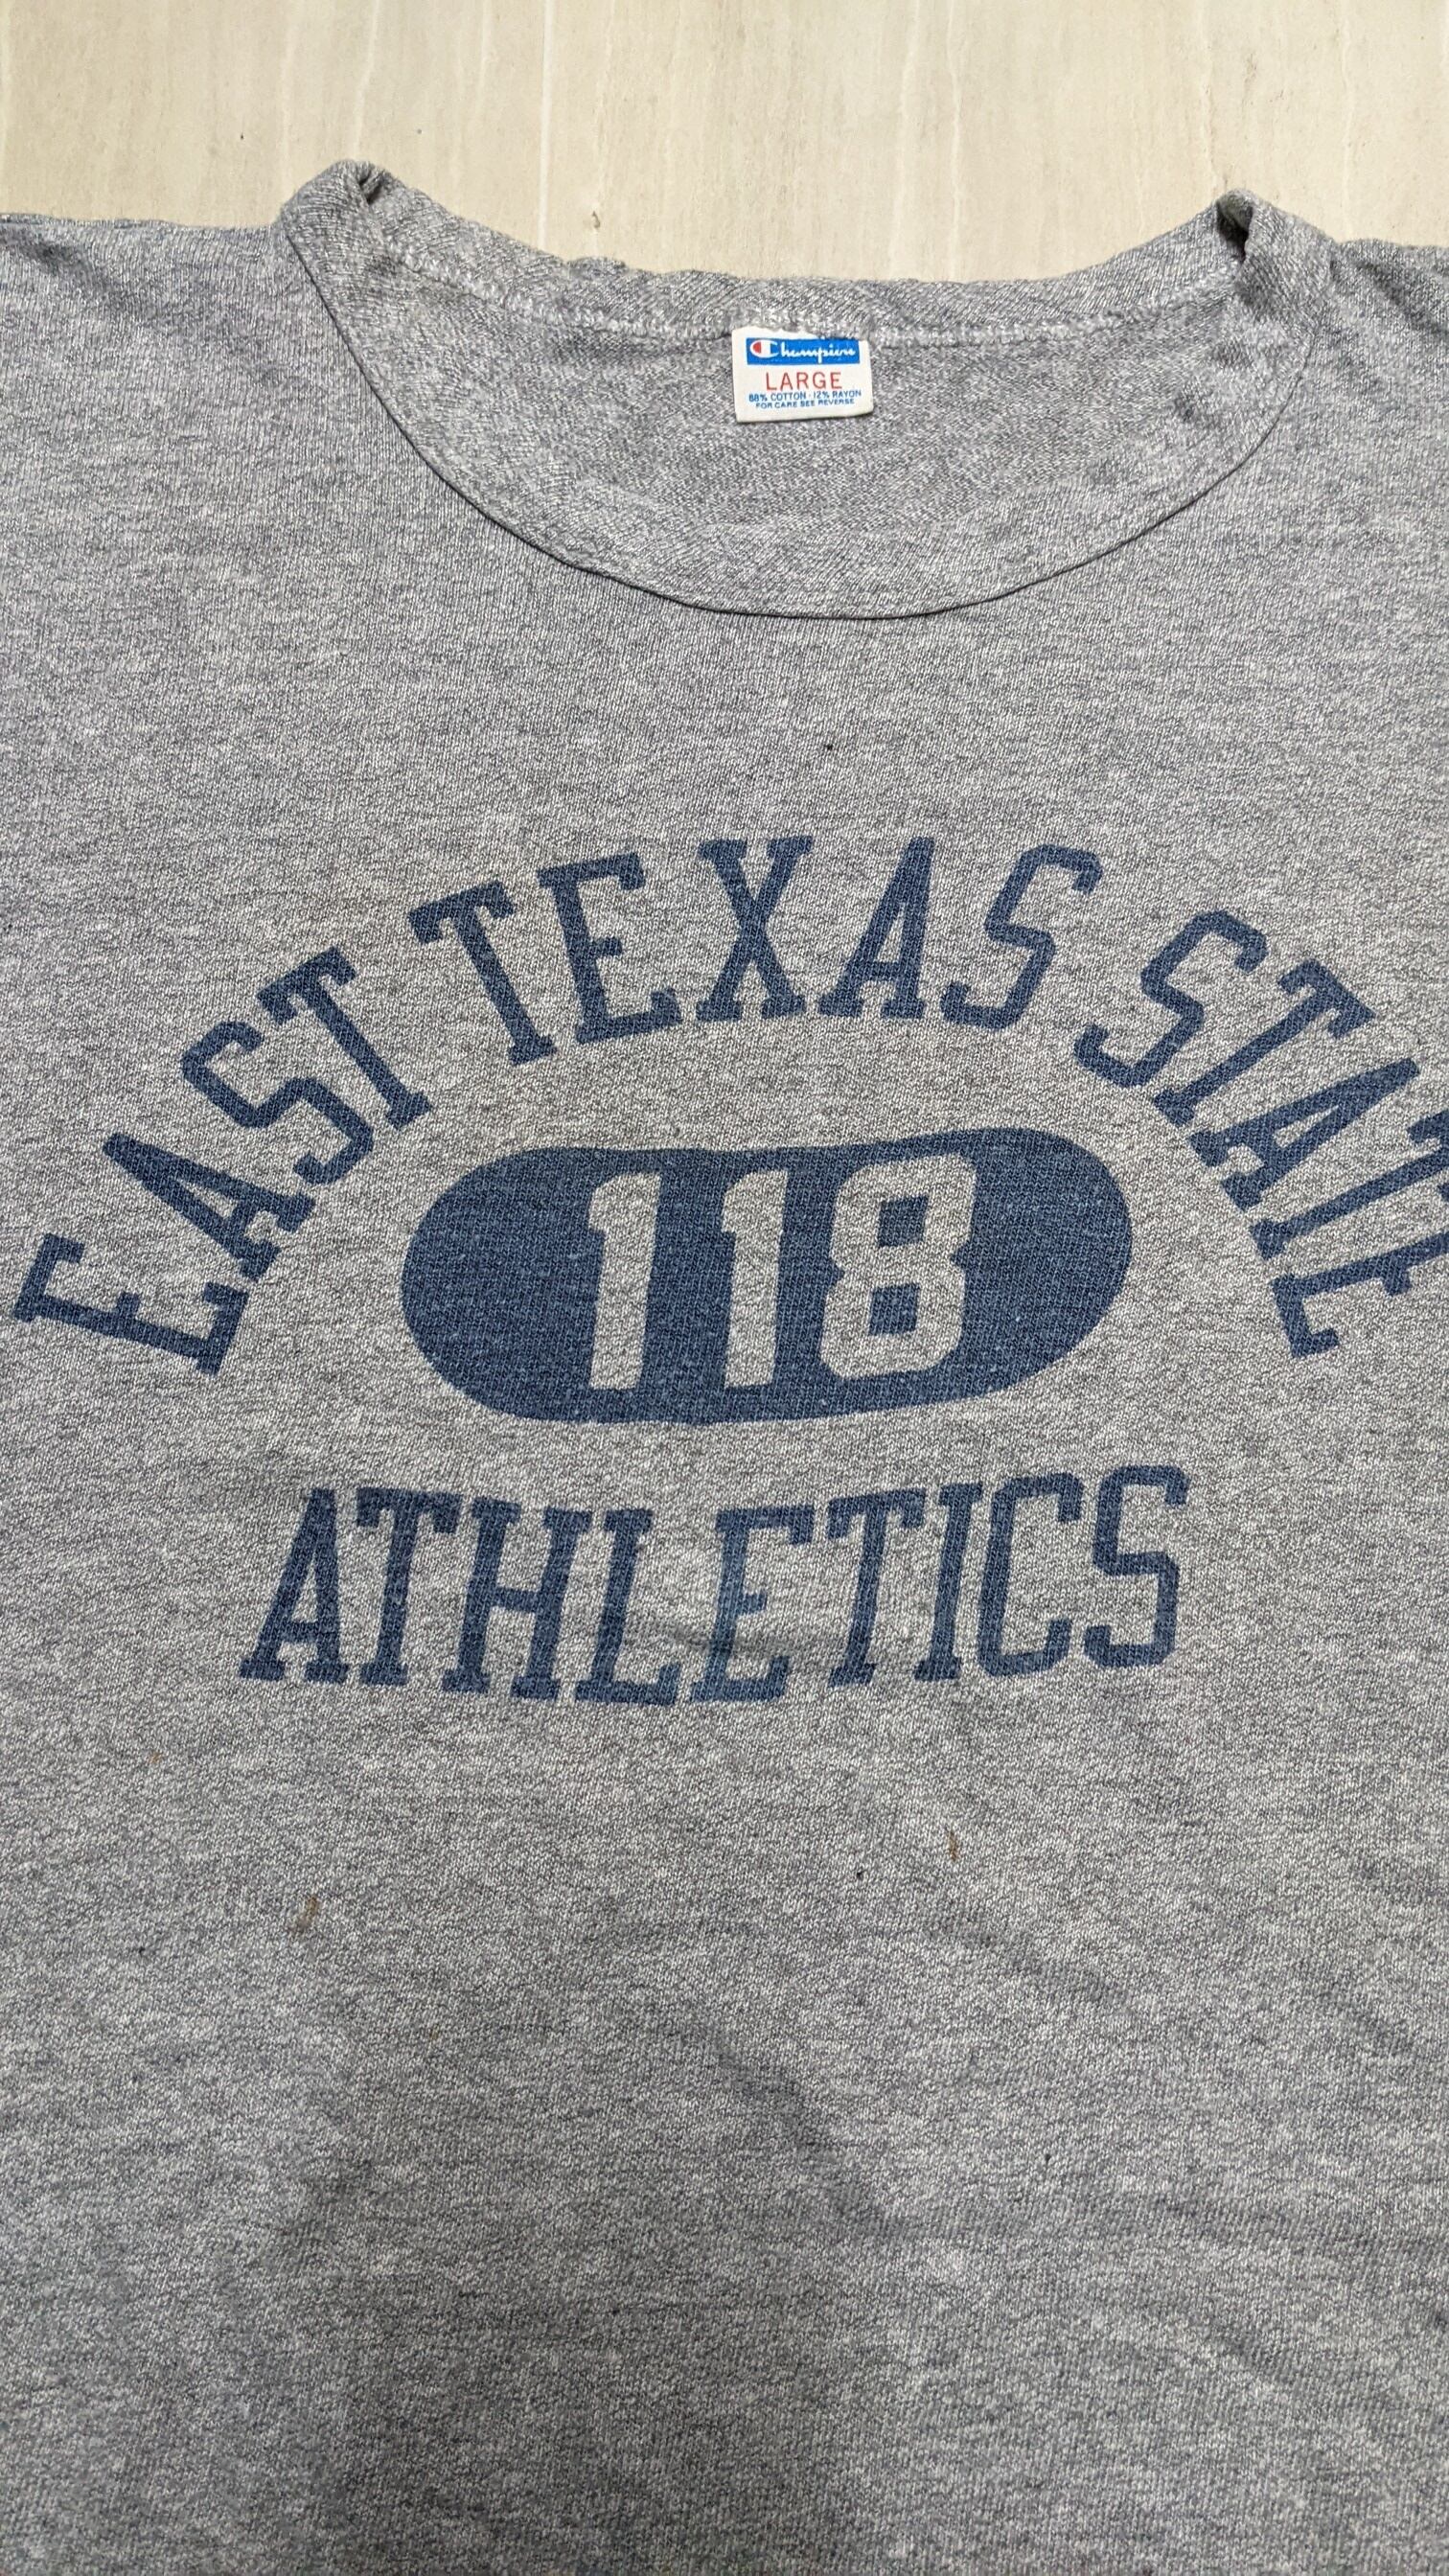 Champion
LARGE
88% COTTON · 12% RAYON
FOR CARE SEE REVERSE
EAST TEXAS STATE
118
ATHLETICS